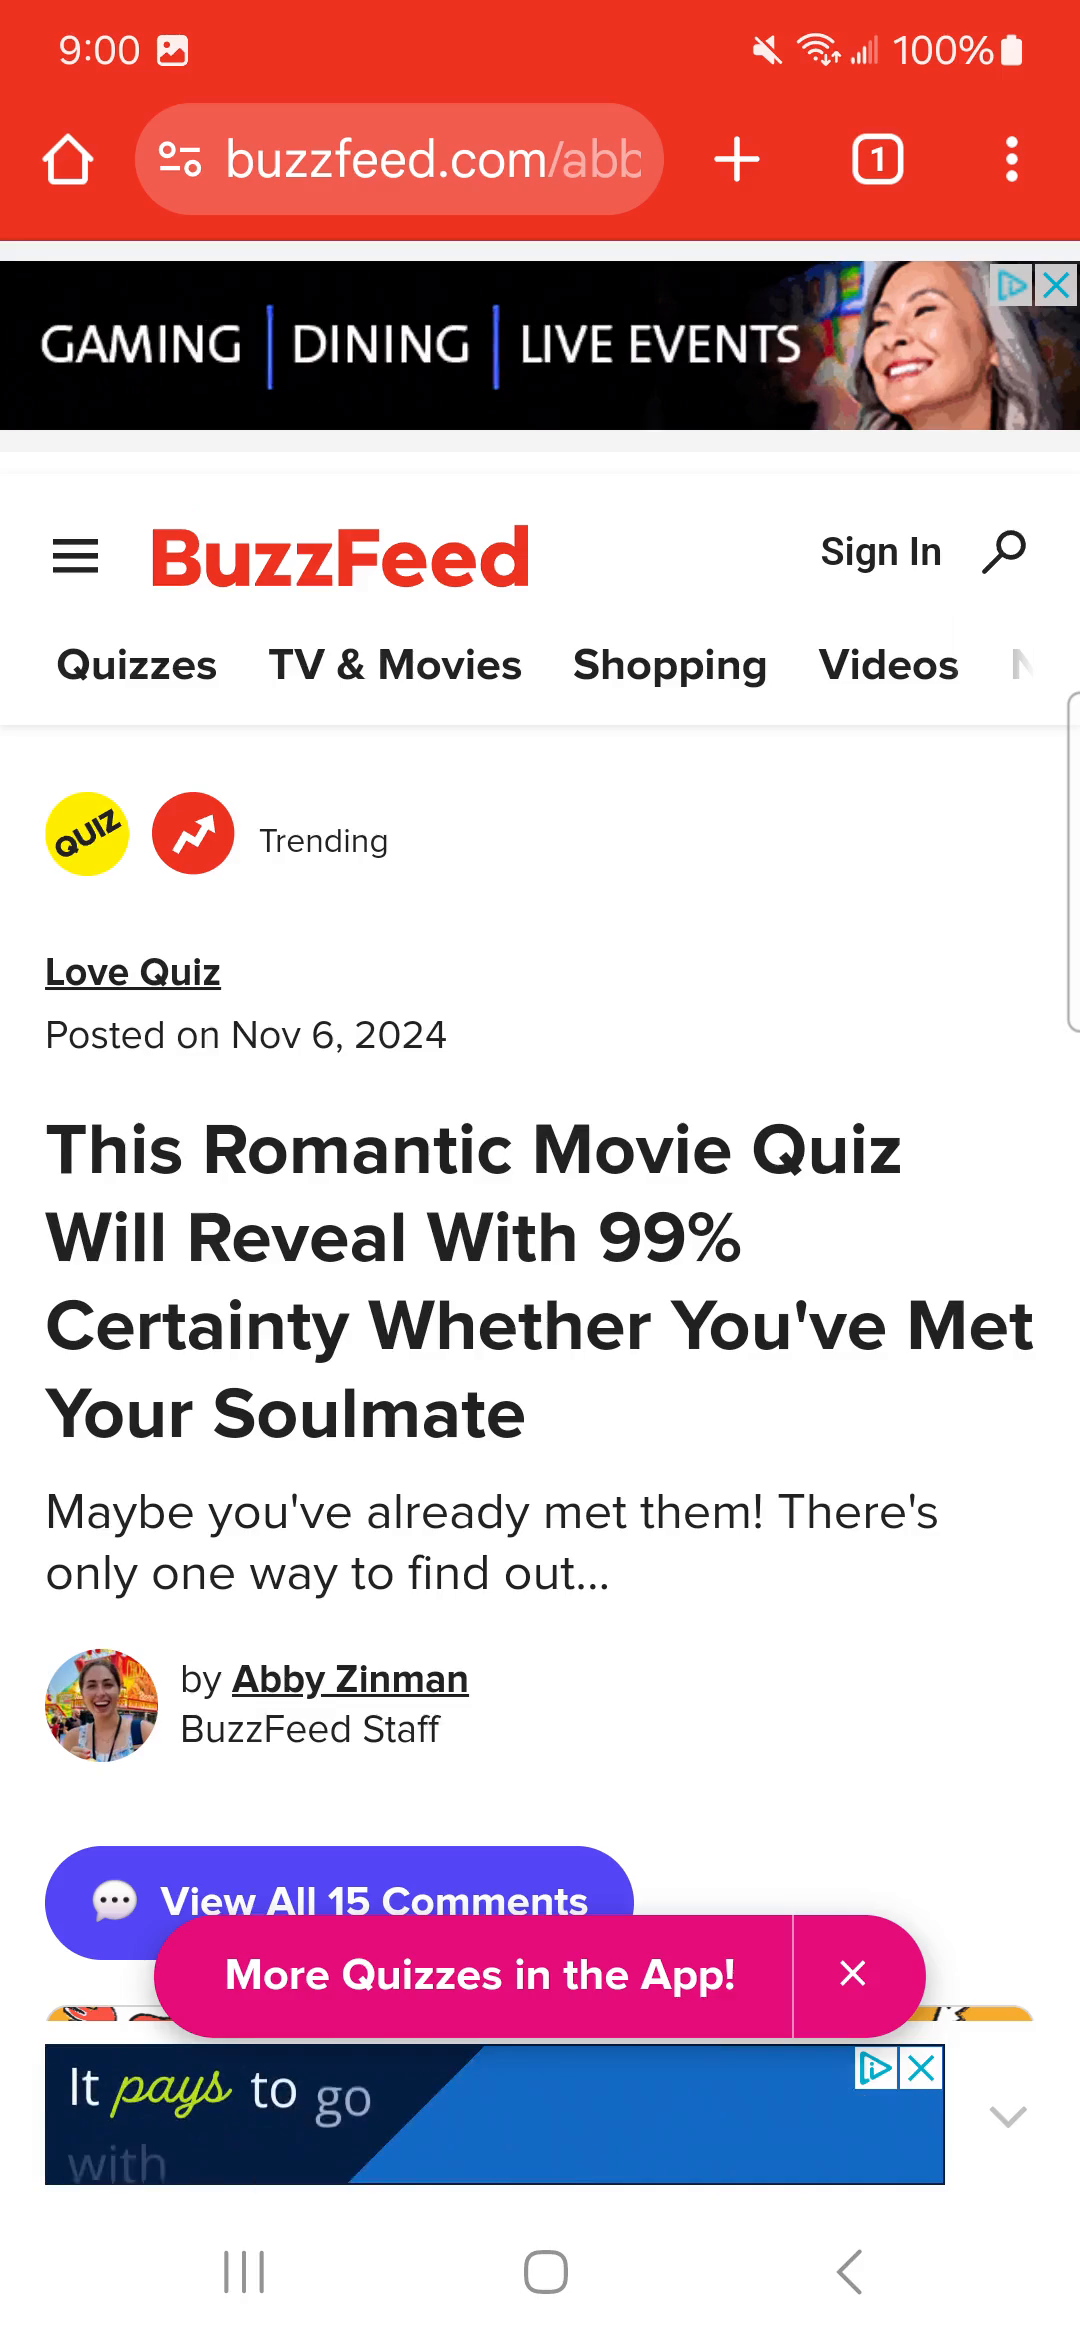 9:00
100%
buzzfeed.com/abb
1
GAMING | DINING | LIVE EVENTS
BuzzFeed
Sign In
Quizzes TV & Movies Shopping Videos N
QUIZ
Trending
Love Quiz
Posted on Nov 6, 2024
This Romantic Movie Quiz
Will Reveal With 99%
Certainty Whether You've Met
Your Soulmate
Maybe you've already met them! There's
only one way to find out...
by Abby Zinman
BuzzFeed Staff
View All 15 Comments
More Quizzes in the App!
It pays to go
with